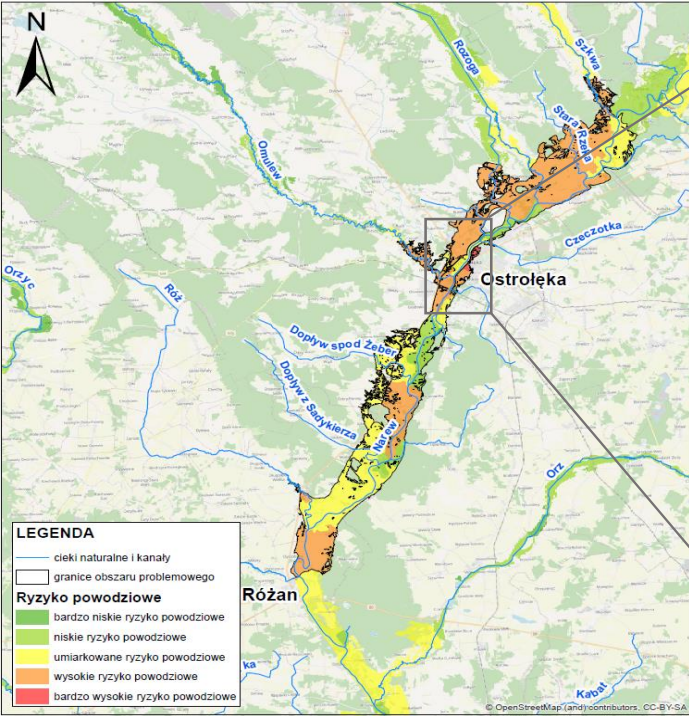 N
Szkwa
Rozoga
Stara Rzeka
Omulew
Czeczotka
Orzyc
Róż
Ostrołęka
Dopływ spod Żeber
Dopływ z Sadykierza
Narew
Orz
LEGENDA
cieki naturalne i kanały
granice obszaru problemowego
Ryzyko powodziowe
bardzo niskie ryzyko powodziowe
niskie ryzyko powodziowe
umiarkowane ryzyko powodziowe
wysokie ryzyko powodziowe
bardzo wysokie ryzyko powodziowe
Różan
ka
Kabat
© OpenStreetMap (and) contributors, CC-BY-SA